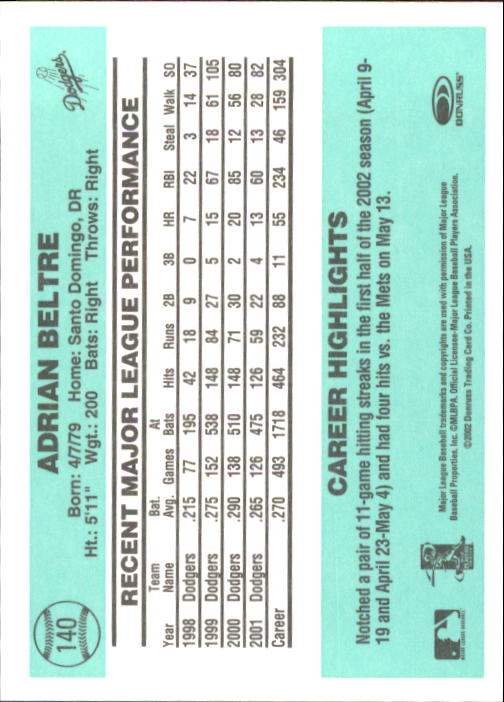 140
ADRIAN BELTRE
Dodgers
Born: 4/7/79 Home: Santo Domingo, DR
Ht.: 5'11" Wgt.: 200 Bats: Right Throws: Right
RECENT MAJOR LEAGUE PERFORMANCE
Team Bat. At
Year Name Avg. Games Bats Hits Runs 2B 3B HR RBI Steal Walk SO
1998 Dodgers .215 77 195 42 18 9 0 7 22 3 14 37
1999 Dodgers .275 152 538 148 84 27 5 15 67 18 61 105
2000 Dodgers .290 138 510 148 71 30 2 20 85 12 56 80
2001 Dodgers .265 126 475 126 59 22 4 13 60 13 28 82
Career .270 493 1718 464 232 88 11 55 234 46 159 304
CAREER HIGHLIGHTS
Notched a pair of 11-game hitting streaks in the first half of the 2002 season (April 9-
19 and April 23-May 4) and had four hits vs. the Mets on May 13.
Major League Baseball trademarks and copyrights are used with permission of Major League
Baseball Properties, Inc. ©MLBPA. Official Licensee-Major League Baseball Players Association.
©2002 Donruss Trading Card Co. Printed in the USA.
DONRUSS